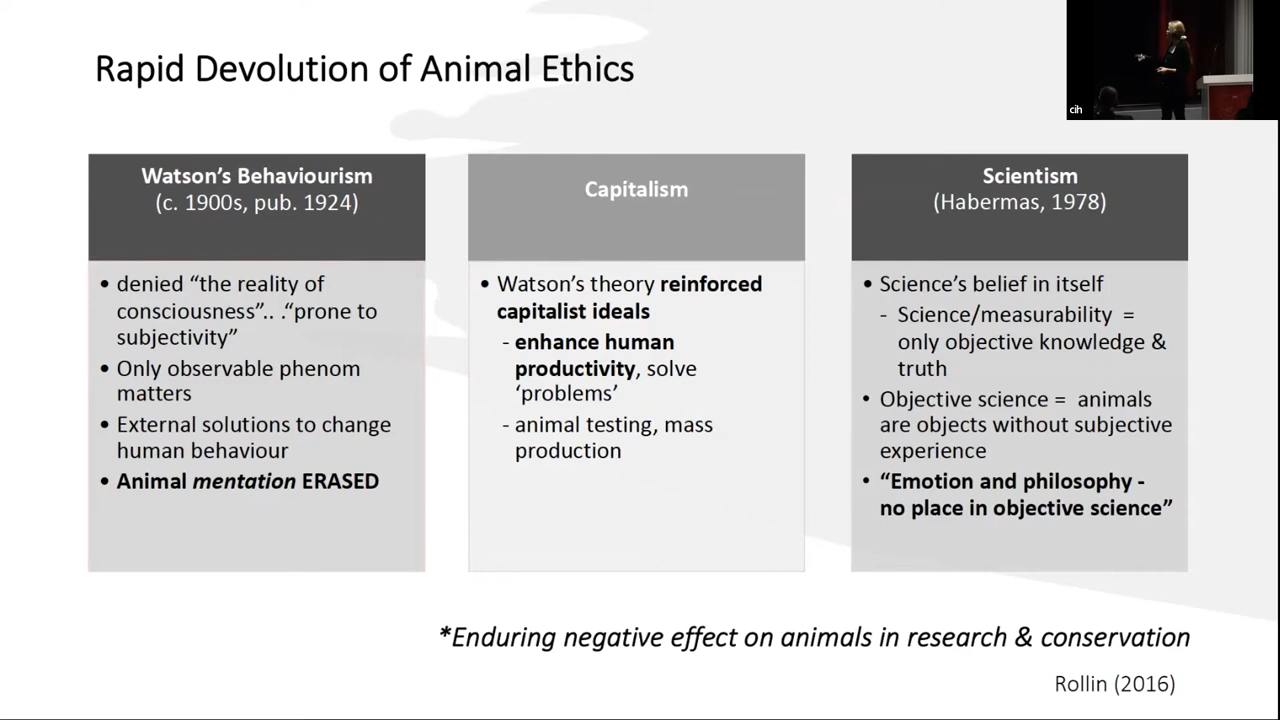 Rapid Devolution of Animal Ethics
cih
Watson's Behaviourism
(c. 1900s, pub. 1924)
• denied “the reality of
consciousness”.. .“prone to
subjectivity”
• Only observable phenom
matters
• External solutions to change
human behaviour
• Animal mentation ERASED
Capitalism
• Watson's theory reinforced
capitalist ideals
- enhance human
productivity, solve
‘problems’
- animal testing, mass
production
Scientism
(Habermas, 1978)
• Science's belief in itself
- Science/measurability =
only objective knowledge &
truth
• Objective science = animals
are objects without subjective
experience
• “Emotion and philosophy -
no place in objective science”
*Enduring negative effect on animals in research & conservation
Rollin (2016)